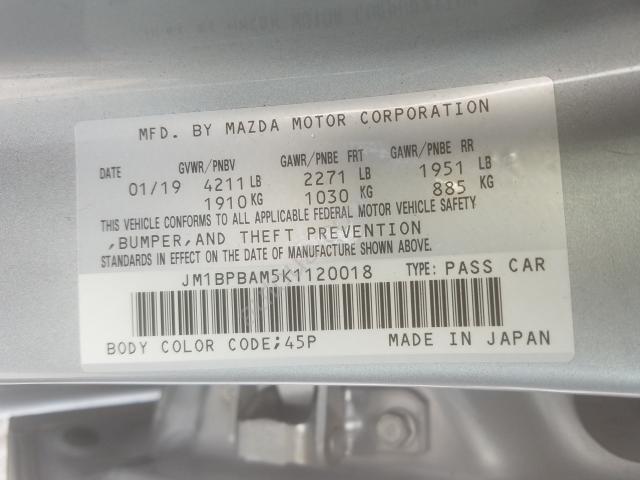 MFD. BY MAZDA MOTOR CORPORATION
DATE GVWR/PNBV GAWR/PNBE FRT GAWR/PNBE RR
01/19 4211 LB 2271 LB 1951 LB
1910 KG 1030 KG 885 KG
THIS VEHICLE CONFORMS TO ALL APPLICABLE FEDERAL MOTOR VEHICLE SAFETY
,BUMPER,AND THEFT PREVENTION
STANDARDS IN EFFECT ON THE DATE OF MANUFACTURE SHOWN ABOVE.
JM1BPBAM5K1120018 TYPE: PASS CAR
BODY COLOR CODE;45P MADE IN JAPAN